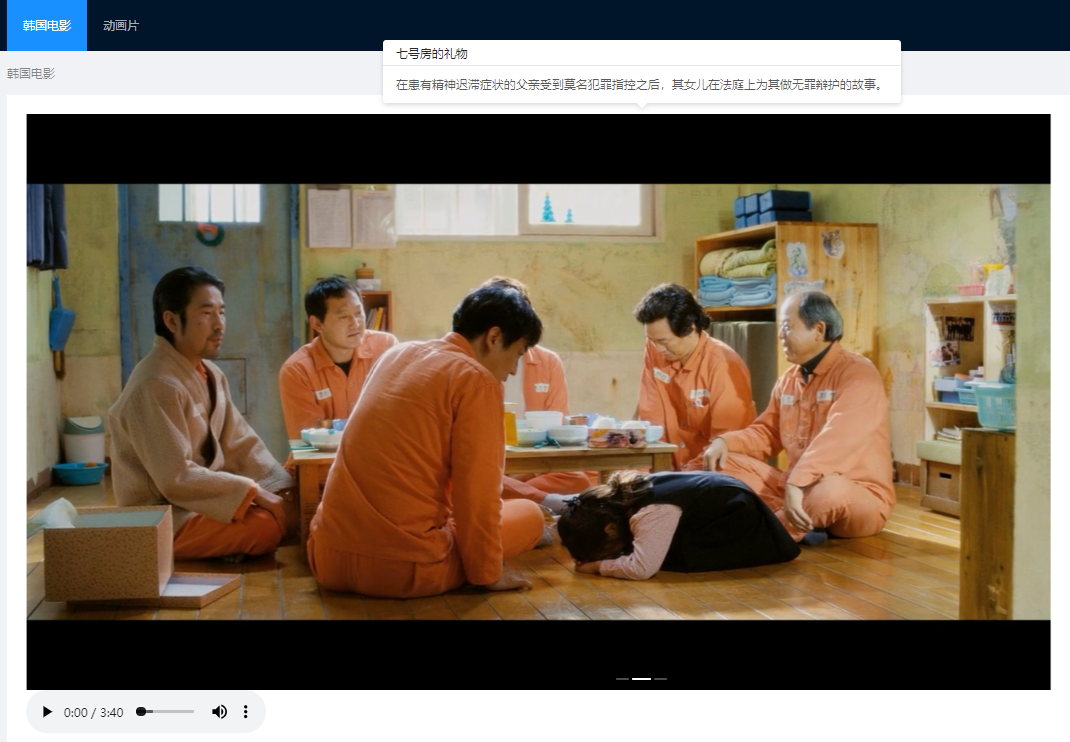 韩国电影 动画片
七号房的礼物
韩国电影
在患有精神迟滞症状的父亲受到莫名犯罪指控之后，其女儿在法庭上为其做无罪辩护的故事。
0:00 / 3:40